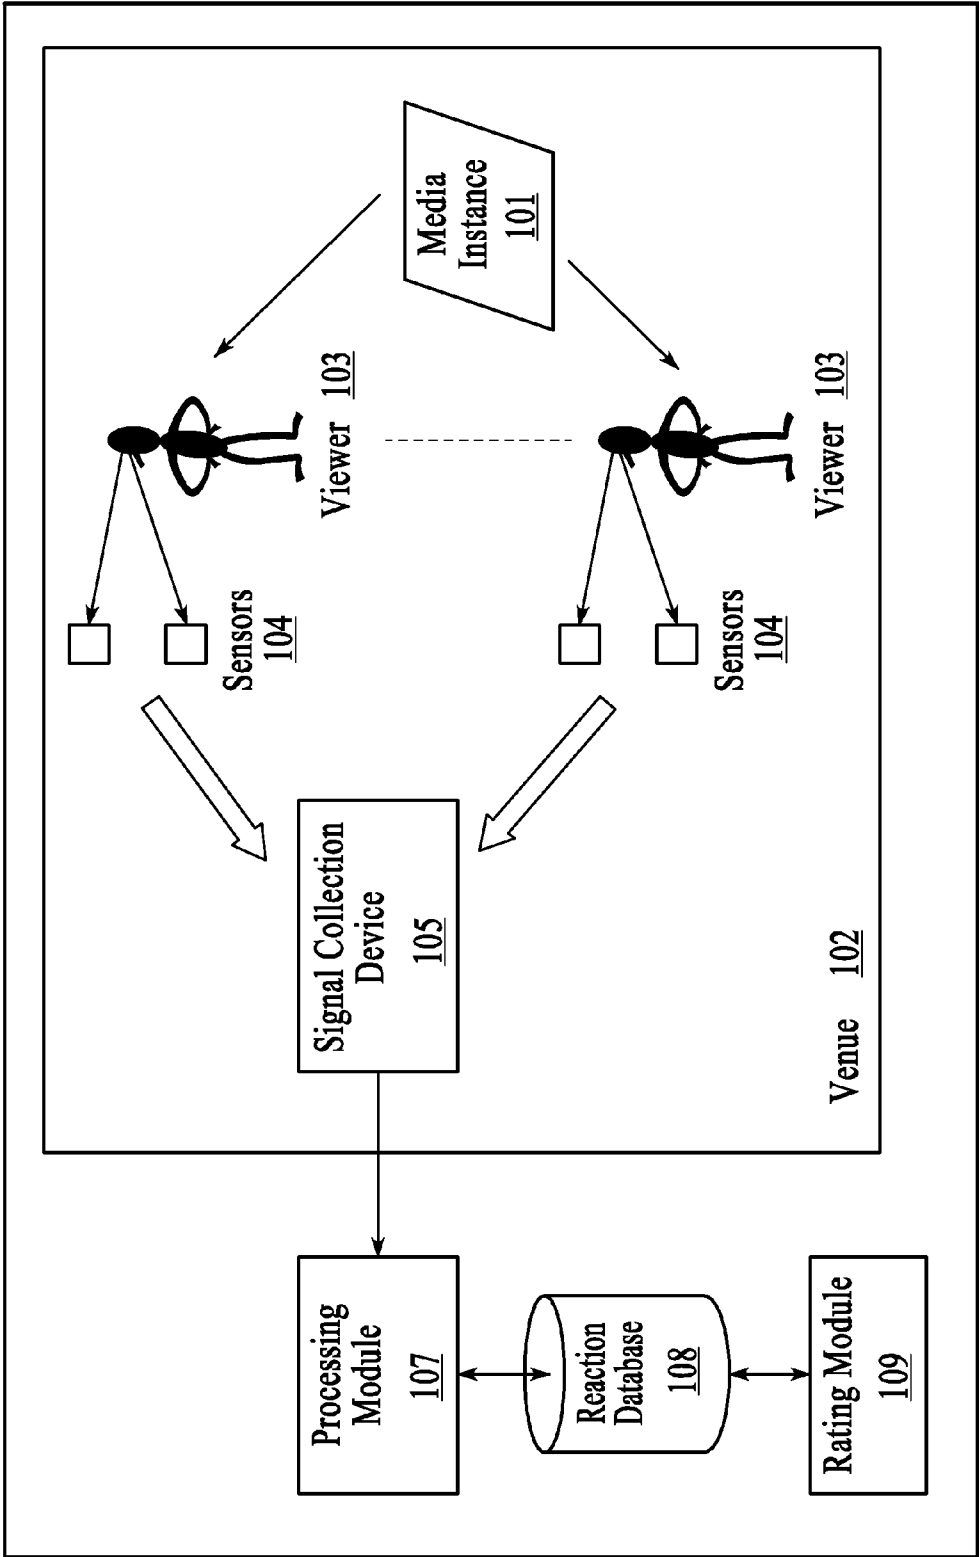 Media
Instance
101
Viewer 103
Viewer 103
Sensors
104
Sensors
104
Signal Collection
Device
105
Venue 102
Processing
Module
107
Reaction
Database
108
Rating Module
109